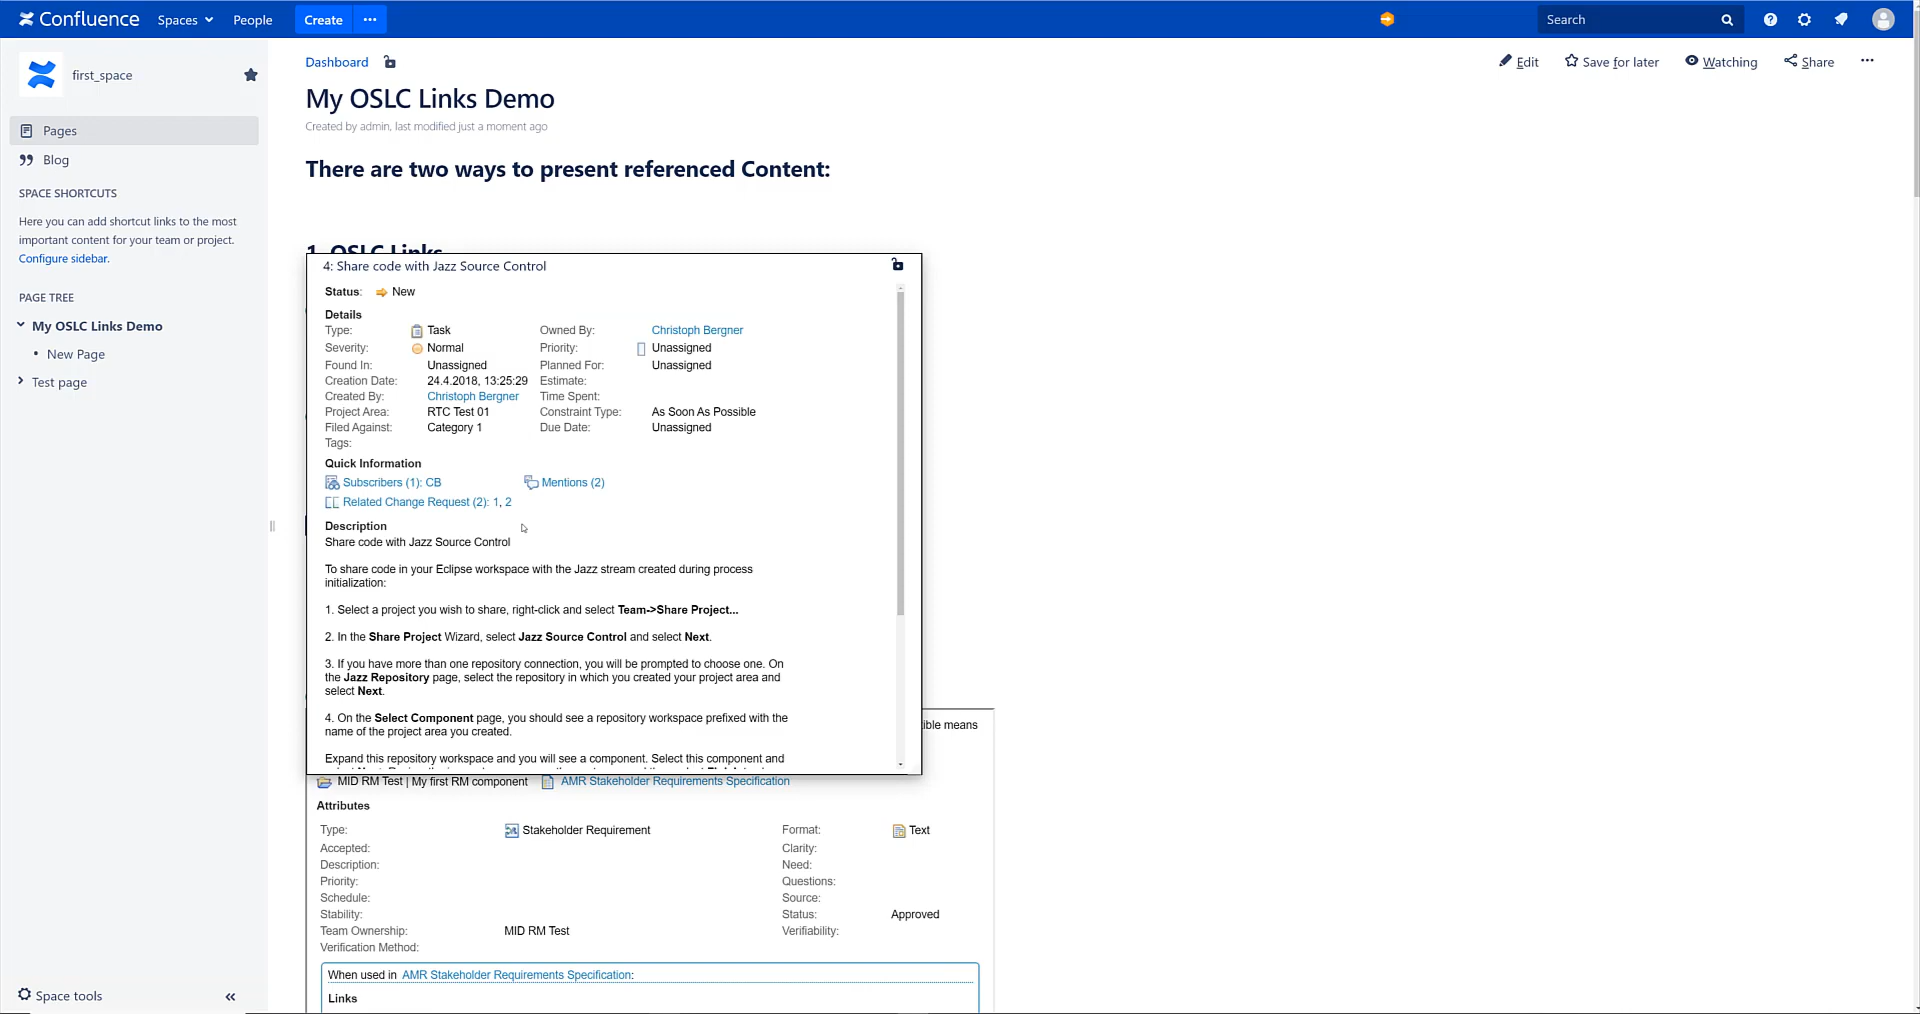 Confluence Spaces People Create ··· Search
first_space
Pages
Blog
SPACE SHORTCUTS
Here you can add shortcut links to the most
important content for your team or project.
Configure sidebar.
PAGE TREE
My OSLC Links Demo
• New Page
Test page
Space tools «
Dashboard
Edit Save for later Watching Share ···
My OSLC Links Demo
Created by admin, last modified just a moment ago
There are two ways to present referenced Content:
1. OSLC Links
4: Share code with Jazz Source Control
Status: New
Details
Type: Task Owned By: Christoph Bergner
Severity: Normal Priority: Unassigned
Found In: Unassigned Planned For: Unassigned
Creation Date: 24.4.2018, 13:25:29 Estimate:
Created By: Christoph Bergner Time Spent:
Project Area: RTC Test 01 Constraint Type: As Soon As Possible
Filed Against: Category 1 Due Date: Unassigned
Tags:
Quick Information
Subscribers (1): CB Mentions (2)
Related Change Request (2): 1, 2
Description
Share code with Jazz Source Control
To share code in your Eclipse workspace with the Jazz stream created during process
initialization:
1. Select a project you wish to share, right-click and select Team->Share Project...
2. In the Share Project Wizard, select Jazz Source Control and select Next.
3. If you have more than one repository connection, you will be prompted to choose one. On
the Jazz Repository page, select the repository in which you created your project area and
select Next.
4. On the Select Component page, you should see a repository workspace prefixed with the
name of the project area you created.
Expand this repository workspace and you will see a component. Select this component and
ible means
MID RM Test | My first RM component AMR Stakeholder Requirements Specification
Attributes
Type: Stakeholder Requirement Format: Text
Accepted: Clarity:
Description: Need:
Priority: Questions:
Schedule: Source:
Stability: Status: Approved
Team Ownership: MID RM Test Verifiability:
Verification Method:
When used in AMR Stakeholder Requirements Specification:
Links